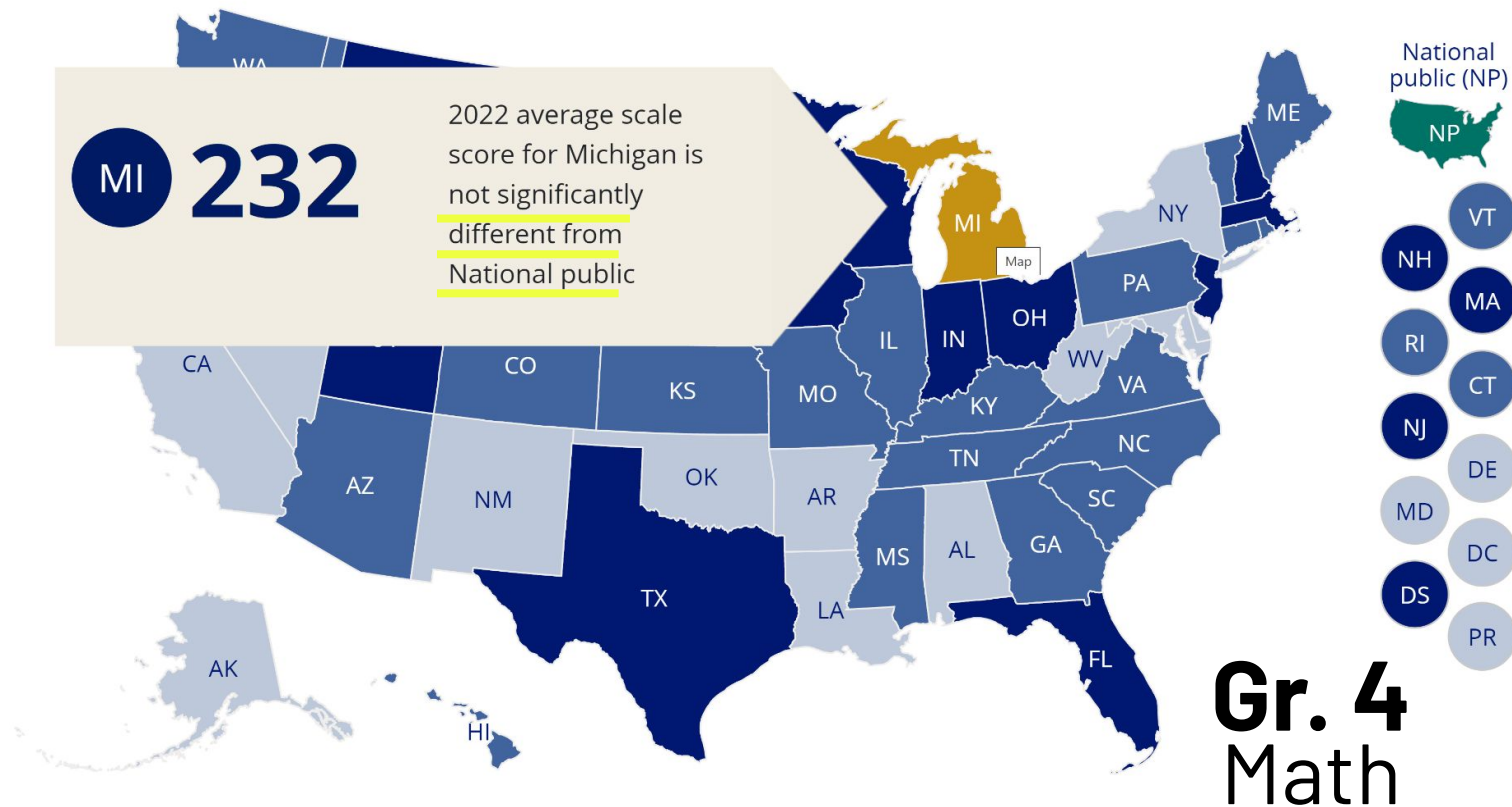 WA
MI 232
2022 average scale
score for Michigan is
not significantly
different from
National public
National
public (NP)
NP
ME
VT
NY
MI
Map
NH
PA
MA
OH
IL
IN
RI
WV
CA
CO
VA
CT
KS
MO
KY
NJ
NC
TN
DE
OK
AZ
AR
NM
SC
MD
GA
AL
MS
DC
TX
DS
LA
PR
FL
AK
HI
Gr. 4
Math